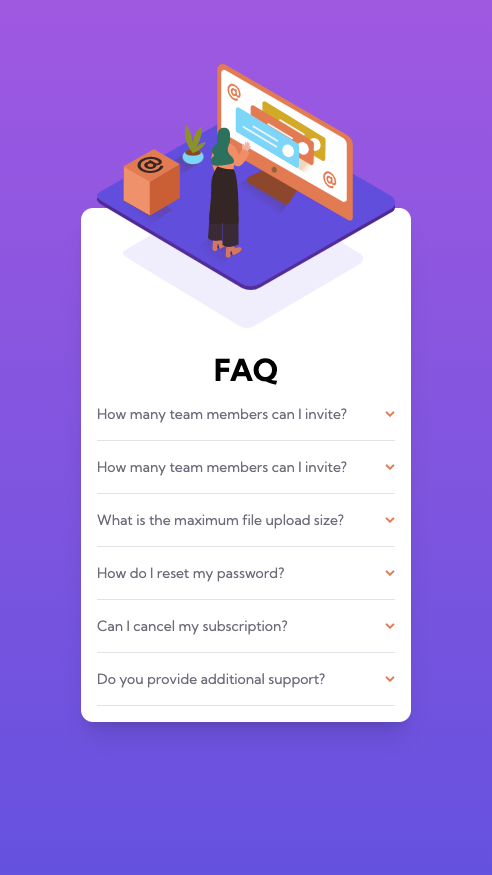 @
@
@
FAQ
How many team members can I invite?
How many team members can I invite?
What is the maximum file upload size?
How do I reset my password?
Can I cancel my subscription?
Do you provide additional support?